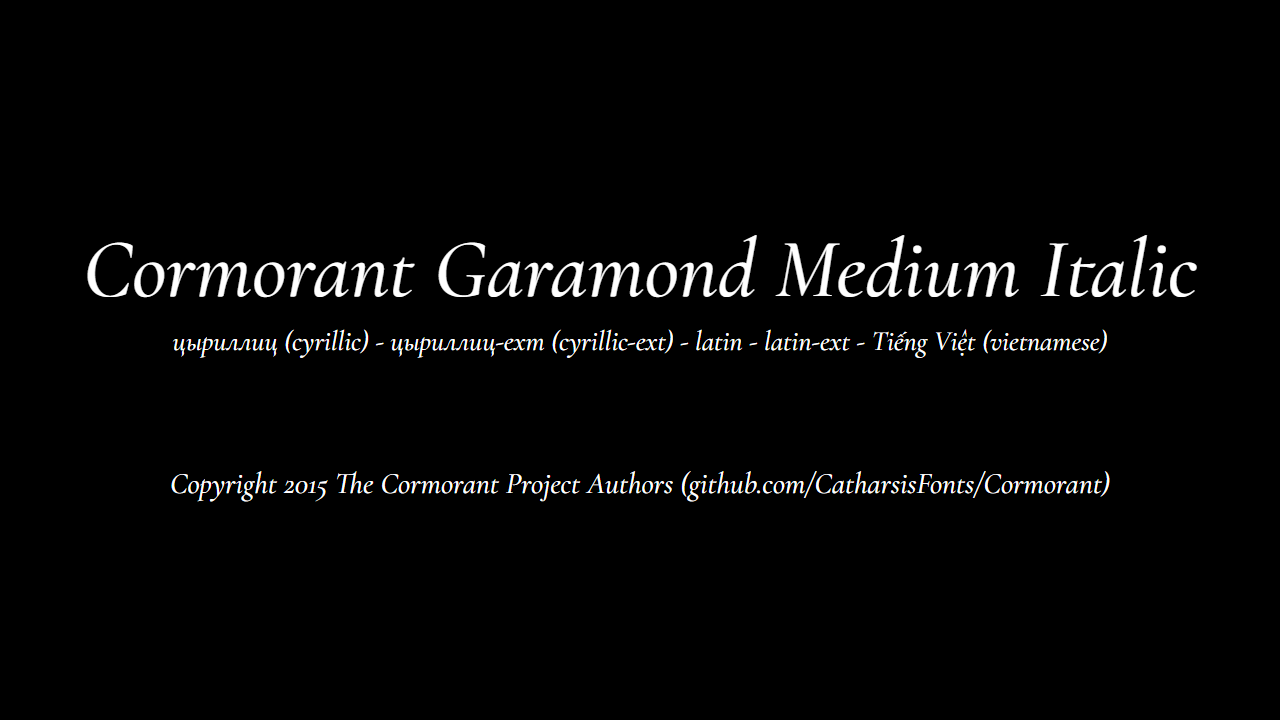 Cormorant Garamond Medium Italic
цыриллиц (cyrillic) - цыриллиц-ехт (cyrillic-ext) - latin - latin-ext - Tiếng Việt (vietnamese)
Copyright 2015 The Cormorant Project Authors (github.com/CatharsisFonts/Cormorant)